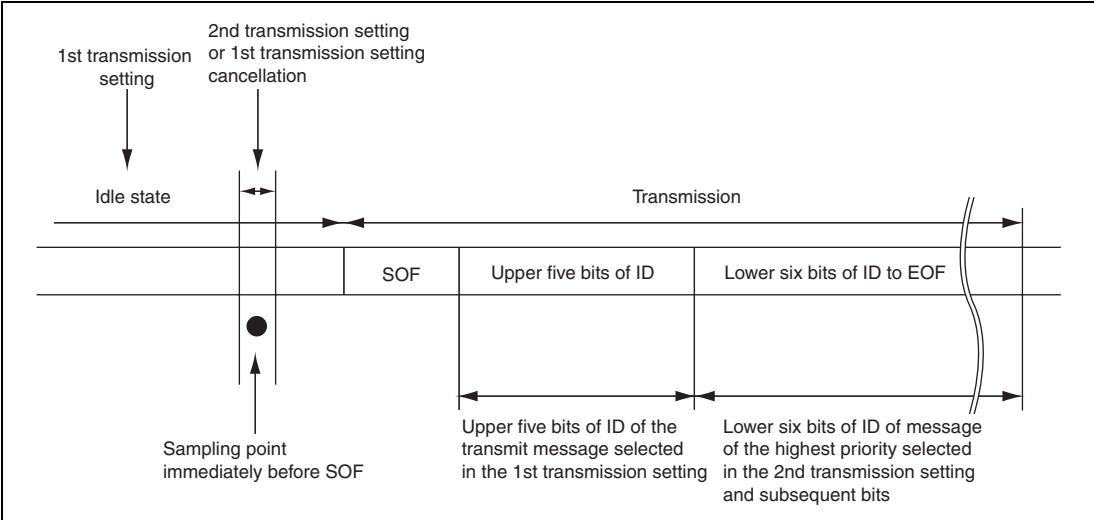 2nd transmission setting
or 1st transmission setting
cancellation
1st transmission
setting
Idle state
Transmission
SOF
Upper five bits of ID
Lower six bits of ID to EOF
Sampling point
immediately before SOF
Upper five bits of ID of the
transmit message selected
in the 1st transmission setting
Lower six bits of ID of message
of the highest priority selected
in the 2nd transmission setting
and subsequent bits